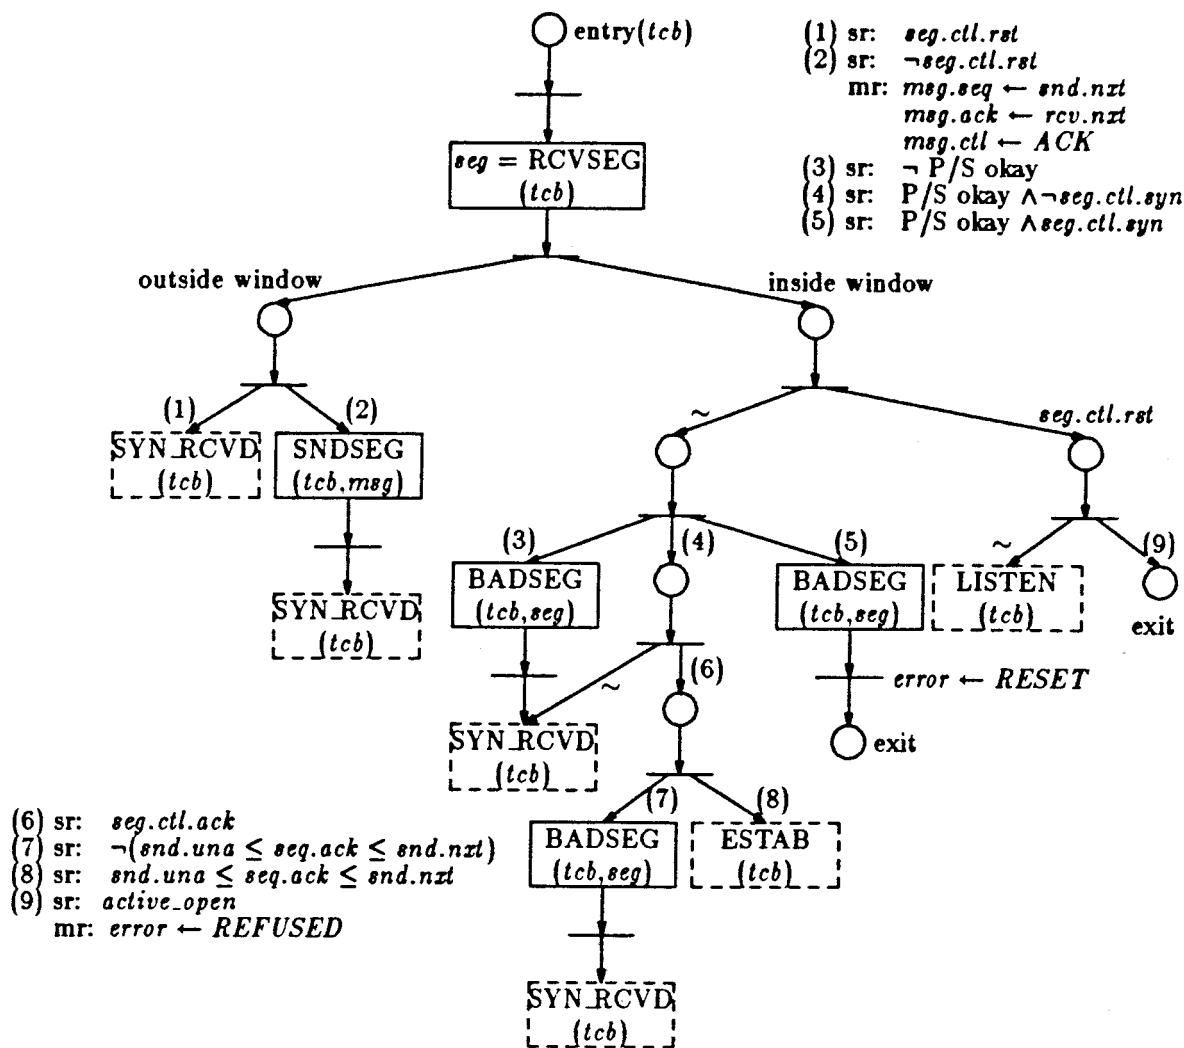 entry(tcb)
(1) sr: seg.ctl.rst
(2) sr: ¬seg.ctl.rst
mr: msg.seq ← snd.nxt
msg.ack ← rcv.nxt
msg.ctl ← ACK
(3) sr: ¬ P/S okay
(4) sr: P/S okay ∧¬seg.ctl.syn
(5) sr: P/S okay ∧seg.ctl.syn
seg = RCVSEG
(tcb)
outside window
inside window
(1)
(2)
SYN_RCVD
(tcb)
SNDSEG
(tcb,msg)
SYN_RCVD
(tcb)
~
seg.ctl.rst
(3)
(4)
(5)
~
(9)
BADSEG
(tcb,seg)
BADSEG
(tcb,seg)
LISTEN
(tcb)
exit
~
(6)
error ← RESET
SYN_RCVD
(tcb)
exit
(7)
(8)
BADSEG
(tcb,seg)
ESTAB
(tcb)
SYN_RCVD
(tcb)
(6) sr: seg.ctl.ack
(7) sr: ¬(snd.una ≤ seq.ack ≤ snd.nxt)
(8) sr: snd.una ≤ seq.ack ≤ snd.nxt
(9) sr: active_open
mr: error ← REFUSED